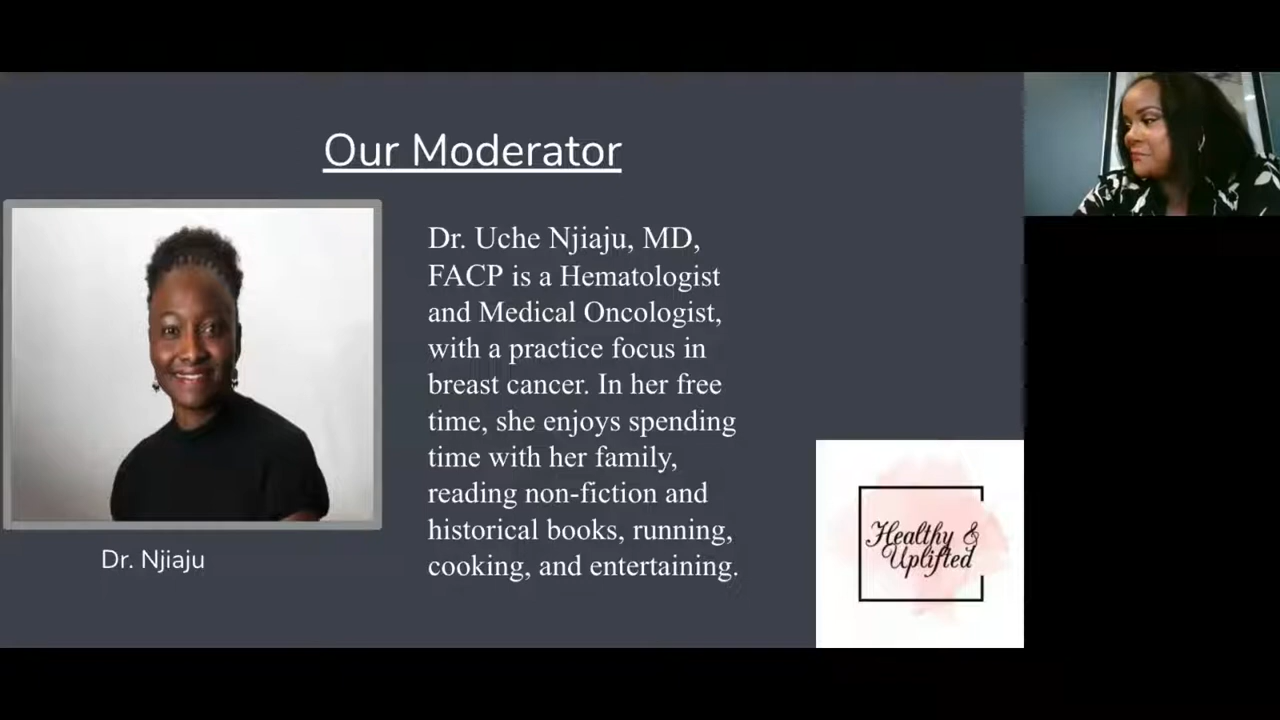 Our Moderator
Dr. Uche Njiaju, MD,
FACP is a Hematologist
and Medical Oncologist,
with a practice focus in
breast cancer. In her free
time, she enjoys spending
time with her family,
reading non-fiction and
historical books, running,
cooking, and entertaining.
Dr. Njiaju
Healthy &
Uplifted